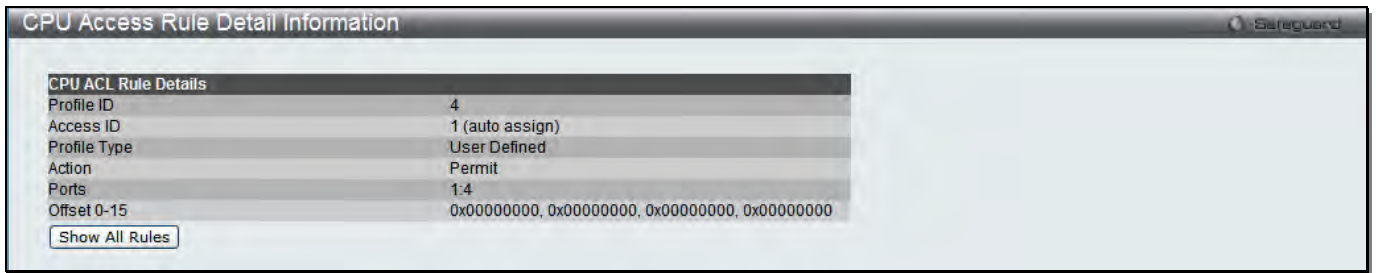 CPU Access Rule Detail Information
Safeguard
CPU ACL Rule Details
Profile ID 4
Access ID 1 (auto assign)
Profile Type User Defined
Action Permit
Ports 1:4
Offset 0-15 0x00000000, 0x00000000, 0x00000000, 0x00000000
Show All Rules